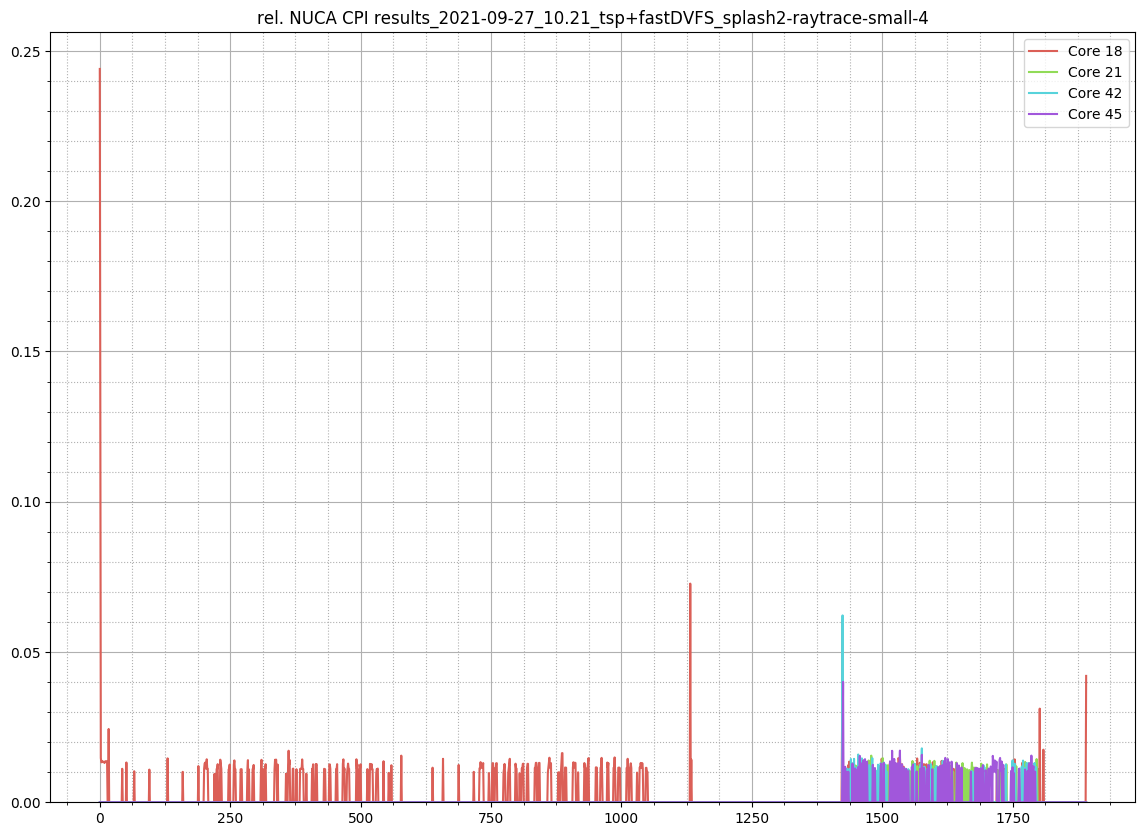 rel. NUCA CPI results_2021-09-27_10.21_tsp+fastDVFS_splash2-raytrace-small-4
0.25
0.20
0.15
0.10
0.05
0.00
0 250 500 750 1000 1250 1500 1750
Core 18
Core 21
Core 42
Core 45